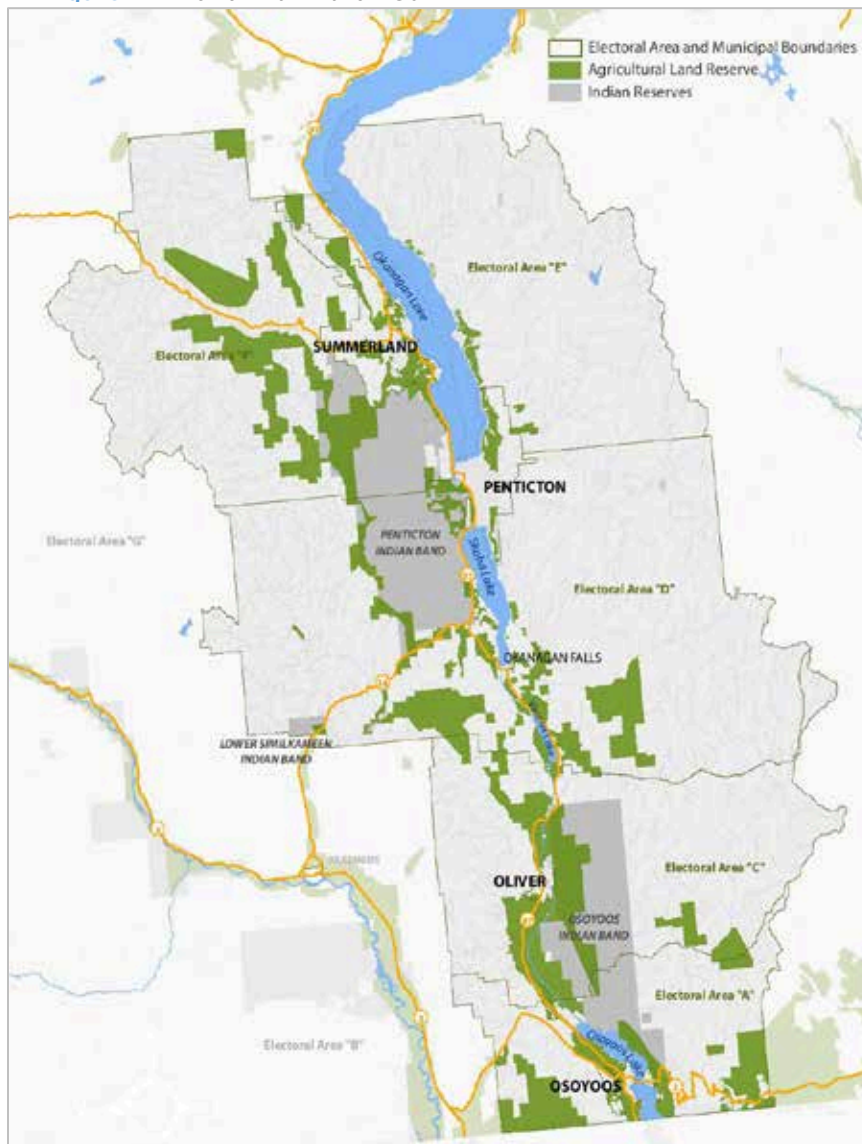 Electoral Area and Municipal Boundaries
Agricultural Land Reserve
Indian Reserves
Okanagan Lake
Electoral Area "E"
SUMMERLAND
Electoral Area "F"
PENTICTON
Electoral Area "G"
PENTICTON
INDIAN BAND
Skaha Lake
Electoral Area "D"
OKANAGAN FALLS
LOWER SIMILKAMEEN
INDIAN BAND
KEREMEOS
OLIVER
Electoral Area "C"
OSOYOOS
INDIAN BAND
Electoral Area "A"
Electoral Area "B"
Osoyoos Lake
OSOYOOS